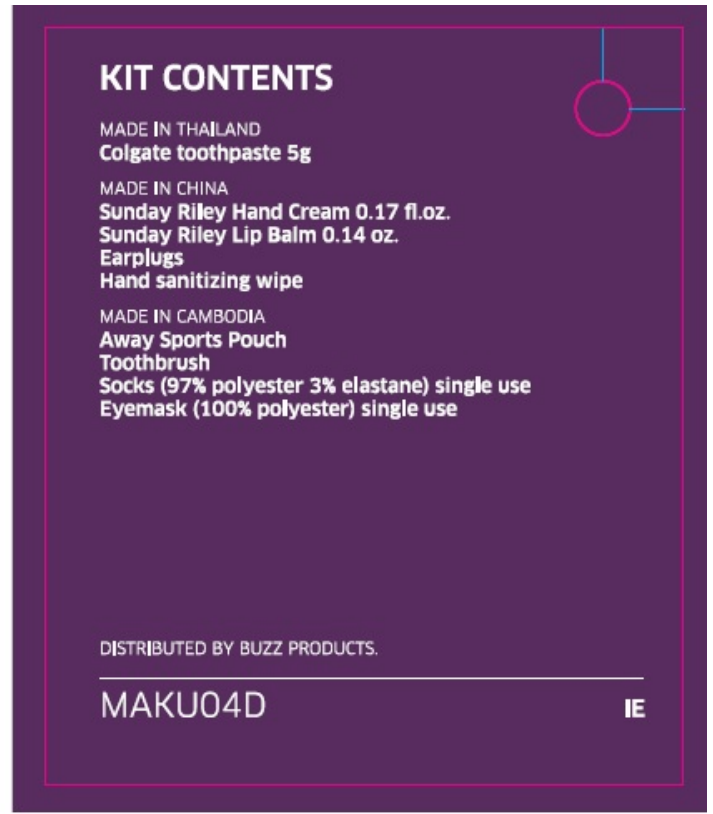 KIT CONTENTS
MADE IN THAILAND
Colgate toothpaste 5g
MADE IN CHINA
Sunday Riley Hand Cream 0.17 fl.oz.
Sunday Riley Lip Balm 0.14 oz.
Earplugs
Hand sanitizing wipe
MADE IN CAMBODIA
Away Sports Pouch
Toothbrush
Socks (97% polyester 3% elastane) single use
Eyemask (100% polyester) single use
DISTRIBUTED BY BUZZ PRODUCTS.
MAKU04D
IE